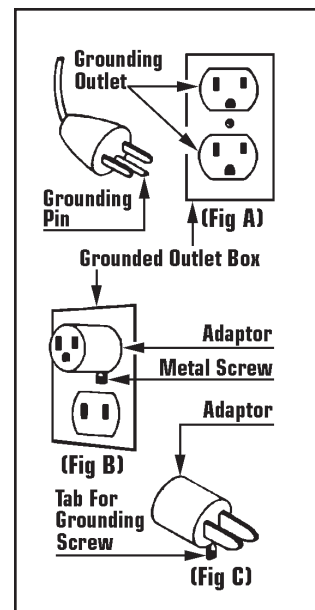 Grounding
Outlet
Grounding
Pin
(Fig A)
Grounded Outlet Box
Adaptor
Metal Screw
(Fig B)
Adaptor
Tab For
Grounding
Screw
(Fig C)